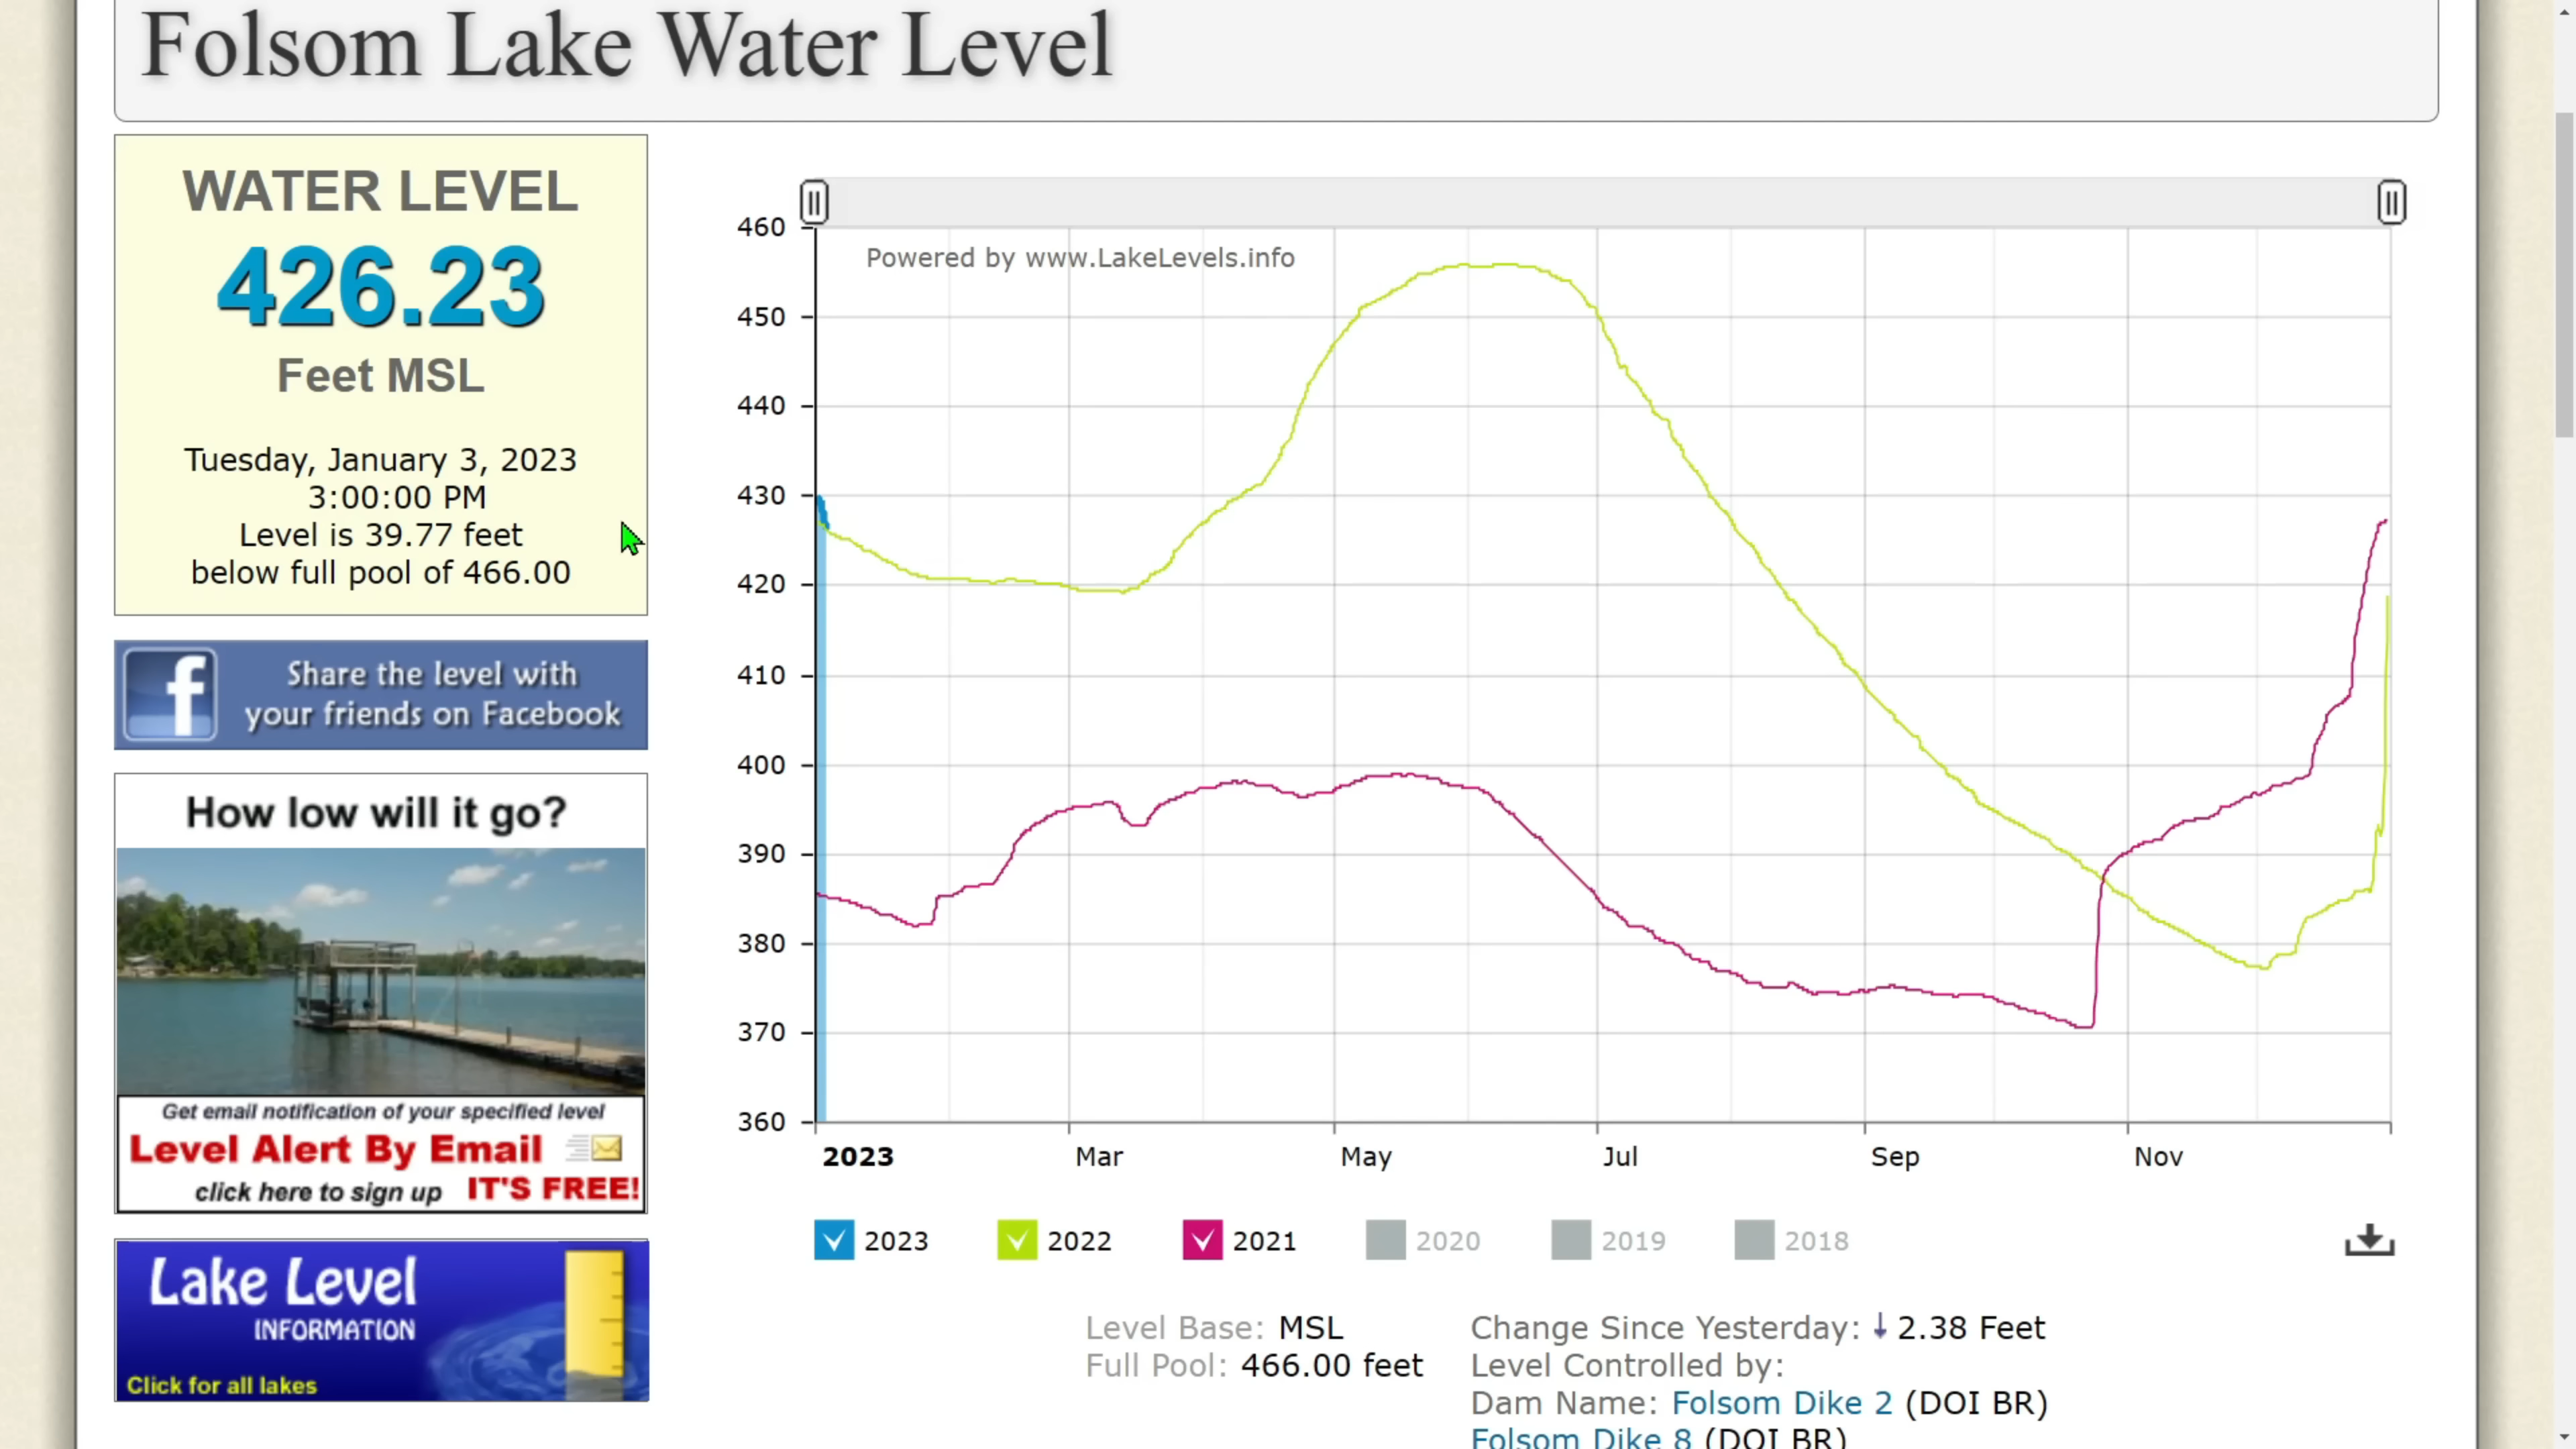 Folsom Lake Water Level
WATER LEVEL
426.23
Feet MSL
Tuesday, January 3, 2023
3:00:00 PM
Level is 39.77 feet
below full pool of 466.00
Share the level with
your friends on Facebook
How low will it go?
Get email notification of your specified level
Level Alert By Email
click here to sign up IT'S FREE!
Lake Level
INFORMATION
Click for all lakes
Powered by www.LakeLevels.info
460
450
440
430
420
410
400
390
380
370
360
2023 Mar May Jul Sep Nov
2023 2022 2021 2020 2019 2018
Level Base: MSL
Full Pool: 466.00 feet
Change Since Yesterday: ↓ 2.38 Feet
Level Controlled by:
Dam Name: Folsom Dike 2 (DOI BR)
Folsom Dike 8 (DOI BR)